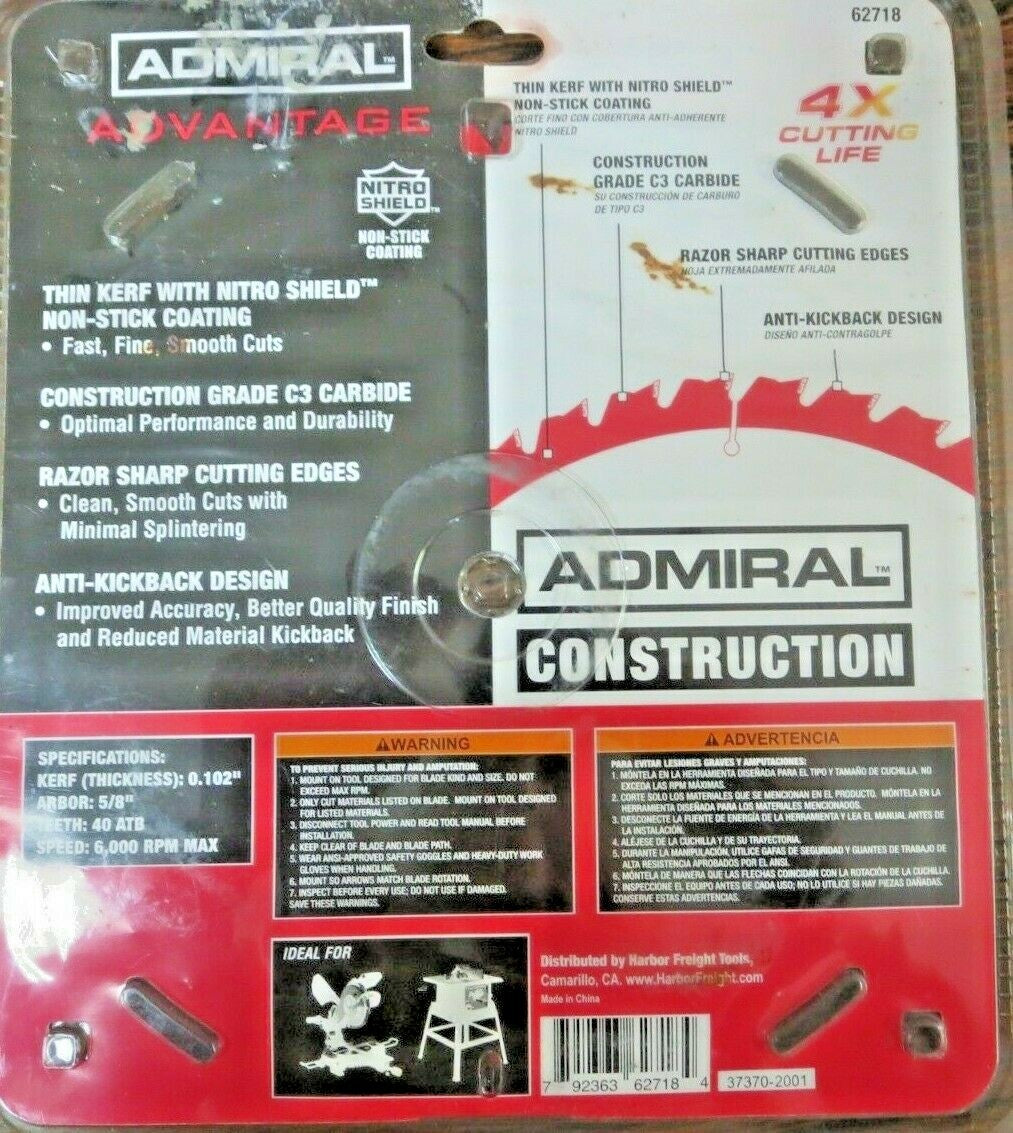 62718
ADMIRAL™
ADVANTAGE
NITRO
SHIELD™
NON-STICK
COATING
THIN KERF WITH NITRO SHIELD™
NON-STICK COATING
• Fast, Fine, Smooth Cuts
CONSTRUCTION GRADE C3 CARBIDE
• Optimal Performance and Durability
RAZOR SHARP CUTTING EDGES
• Clean, Smooth Cuts with
Minimal Splintering
ANTI-KICKBACK DESIGN
• Improved Accuracy, Better Quality Finish
and Reduced Material Kickback
THIN KERF WITH NITRO SHIELD™
NON-STICK COATING
CORTE FINO CON COBERTURA ANTI-ADHERENTE
NITRO SHIELD
4X
CUTTING
LIFE
CONSTRUCTION
GRADE C3 CARBIDE
SU CONSTRUCCIÓN DE CARBURO
DE TIPO C3
RAZOR SHARP CUTTING EDGES
HOJA EXTREMADAMENTE AFILADA
ANTI-KICKBACK DESIGN
DISEÑO ANTI-CONTRAGOLPE
ADMIRAL™
CONSTRUCTION
SPECIFICATIONS:
KERF (THICKNESS): 0.102"
ARBOR: 5/8"
TEETH: 40 ATB
SPEED: 6,000 RPM MAX
WARNING
TO PREVENT SERIOUS INJURY AND AMPUTATION:
1. MOUNT ON TOOL DESIGNED FOR BLADE KIND AND SIZE. DO NOT
EXCEED MAX RPM.
2. ONLY CUT MATERIALS LISTED ON BLADE. MOUNT ON TOOL DESIGNED
FOR LISTED MATERIALS.
3. DISCONNECT TOOL POWER AND READ TOOL MANUAL BEFORE
INSTALLATION.
4. KEEP CLEAR OF BLADE AND BLADE PATH.
5. WEAR ANSI-APPROVED SAFETY GOGGLES AND HEAVY-DUTY WORK
GLOVES WHEN HANDLING.
6. MOUNT SO ARROWS MATCH BLADE ROTATION.
7. INSPECT BEFORE EVERY USE; DO NOT USE IF DAMAGED.
SAVE THESE WARNINGS.
ADVERTENCIA
PARA EVITAR LESIONES GRAVES Y AMPUTACIONES:
1. MÓNTELA EN LA HERRAMIENTA DISEÑADA PARA EL TIPO Y TAMAÑO DE CUCHILLA. NO
EXCEDA LAS RPM MÁXIMAS.
2. CORTE SOLO LOS MATERIALES QUE SE MENCIONAN EN EL PRODUCTO. MÓNTELA EN LA
HERRAMIENTA DISEÑADA PARA LOS MATERIALES MENCIONADOS.
3. DESCONECTE LA FUENTE DE ENERGÍA DE LA HERRAMIENTA Y LEA EL MANUAL ANTES DE
LA INSTALACIÓN.
4. ALÉJESE DE LA CUCHILLA Y DE SU TRAYECTORIA.
5. DURANTE LA MANIPULACIÓN, UTILICE GAFAS DE SEGURIDAD Y GUANTES DE TRABAJO DE
ALTA RESISTENCIA APROBADOS POR EL ANSI.
6. MÓNTELA DE MANERA QUE LAS FLECHAS COINCIDAN CON LA ROTACIÓN DE LA CUCHILLA.
7. INSPECCIONE EL EQUIPO ANTES DE CADA USO; NO LO UTILICE SI HAY PIEZAS DAÑADAS.
CONSERVE ESTAS ADVERTENCIAS.
IDEAL FOR
Distributed by Harbor Freight Tools,
Camarillo, CA. www.HarborFreight.com
Made in China
7 92363 62718 4
37370-2001